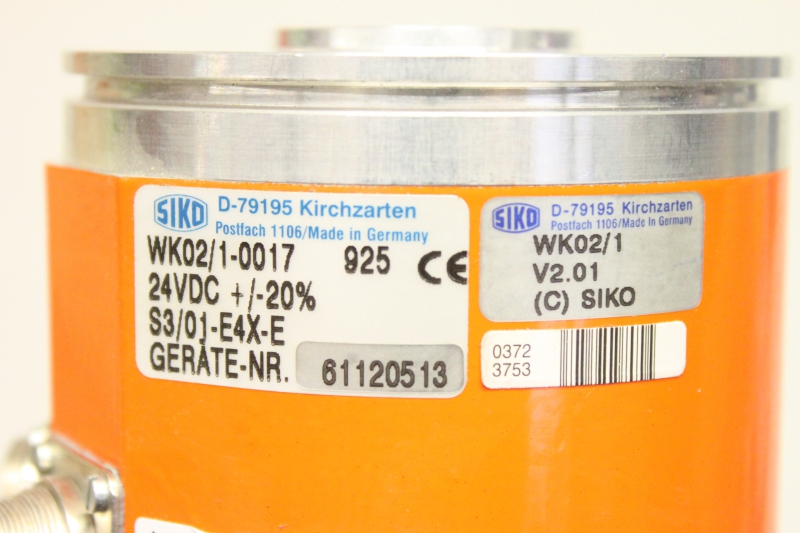 SIKO D-79195 Kirchzarten
Postfach 1106/Made in Germany
WK02/1-0017 925 CE
24VDC +/-20%
S3/01-E4X-E
GERÄTE-NR. 61120513
SIKO D-79195 Kirchzarten
Postfach 1106/Made in Germany
WK02/1
V2.01
(C) SIKO
0372
3753